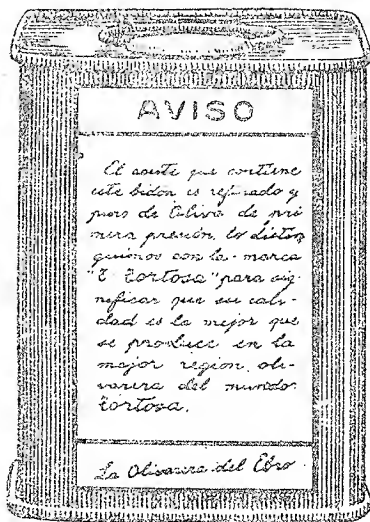 AVISO
El aceite que contiene
este bidon es refinado y
puro de Oliva de pri
mera presión, lo distin
guimos con la marca
"E Tortosa" para sig
nificar que su cali-
dad es la mejor que
se produce en la
mejor region oli-
varera del mundo:
Tortosa.
La Olivarera del Ebro